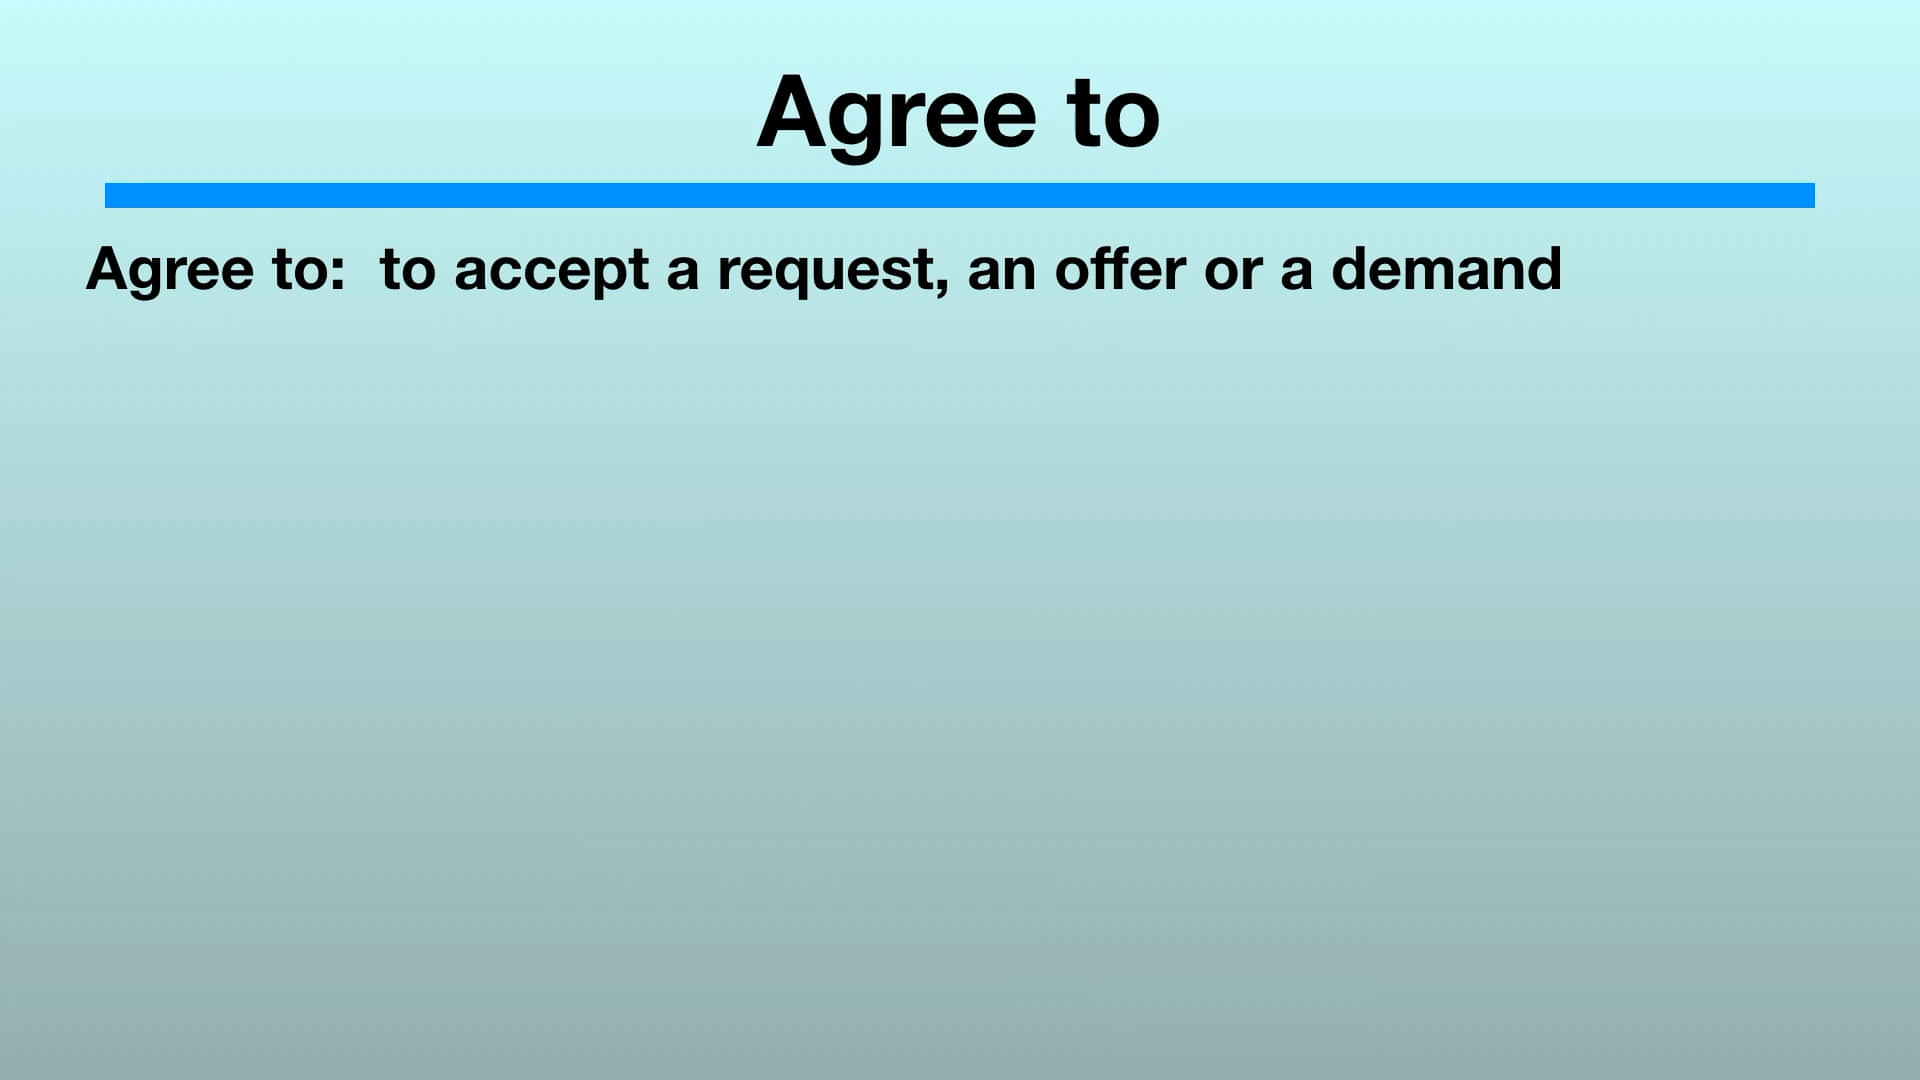 Agree to
Agree to:  to accept a request, an offer or a demand